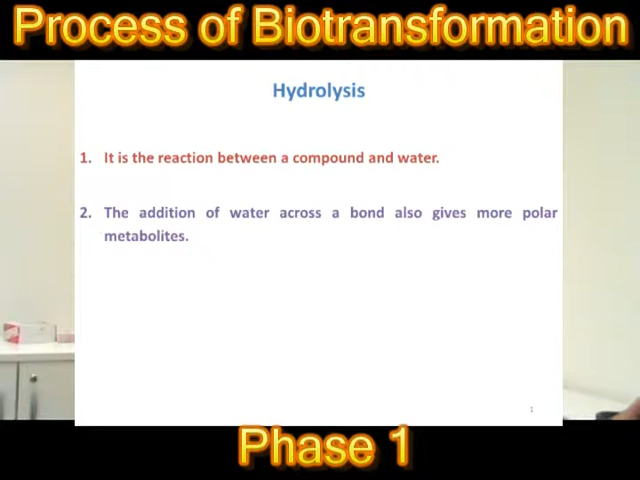 Process of Biotransformation
Hydrolysis
1. It is the reaction between a compound and water.
2. The addition of water across a bond also gives more polar
metabolites.
1
Phase 1